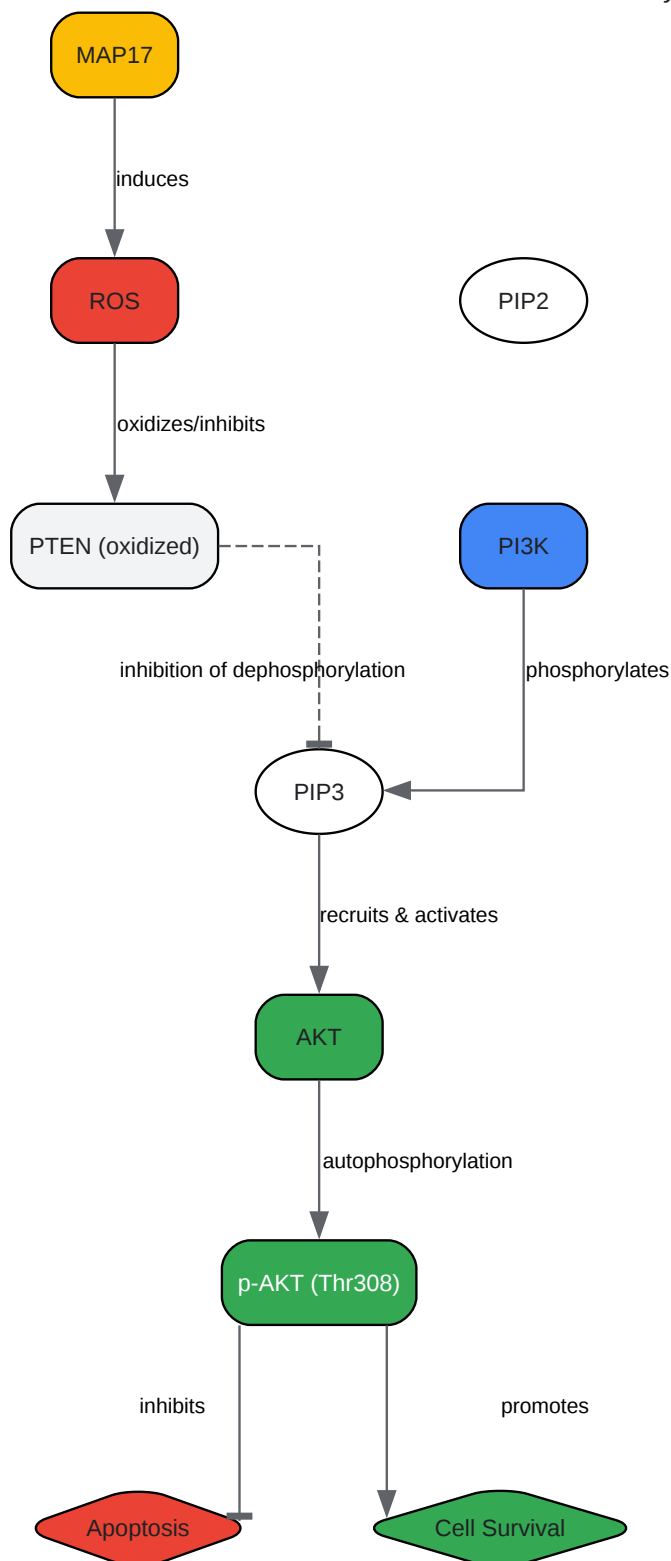 MAP17
induces
ROS
PIP2
oxidizes/inhibits
PTEN (oxidized)
PI3K
inhibition of dephosphorylation
phosphorylates
PIP3
recruits & activates
AKT
autophosphorylation
p-AKT (Thr308)
inhibits
promotes
Apoptosis
Cell Survival